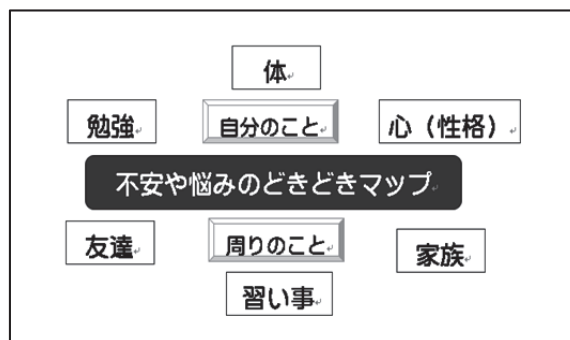 体
勉強
自分のこと
心（性格）
不安や悩みのどきどきマップ
友達
周りのこと
家族
習い事